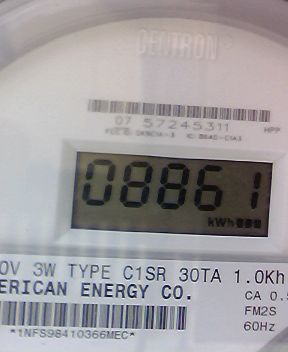 CENTRON
07 57245311
HPP
08861
kWh
0V 3W TYPE C1SR 30TA 1.0Kh
ERICAN ENERGY CO.
CA 0.
FM2S
60Hz
*1NFS98410366MEC*